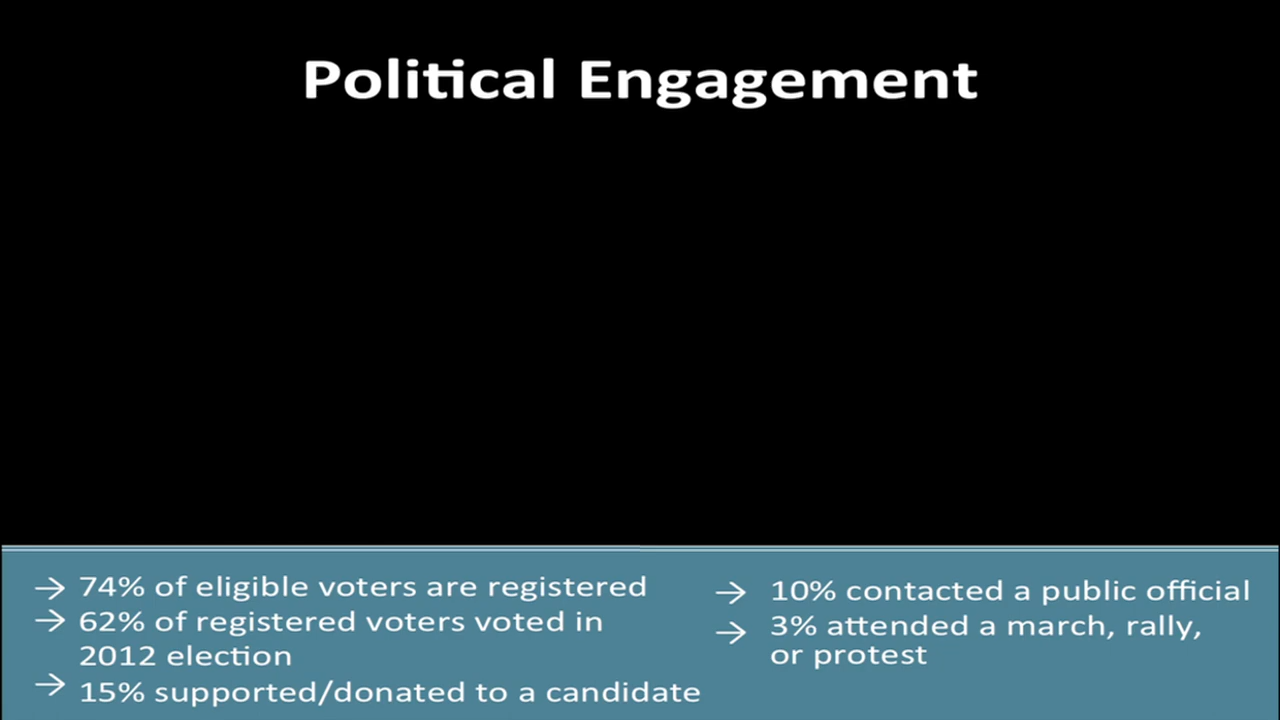 Political Engagement
→ 74% of eligible voters are registered
→ 62% of registered voters voted in
2012 election
→ 15% supported/donated to a candidate
→ 10% contacted a public official
→ 3% attended a march, rally,
or protest